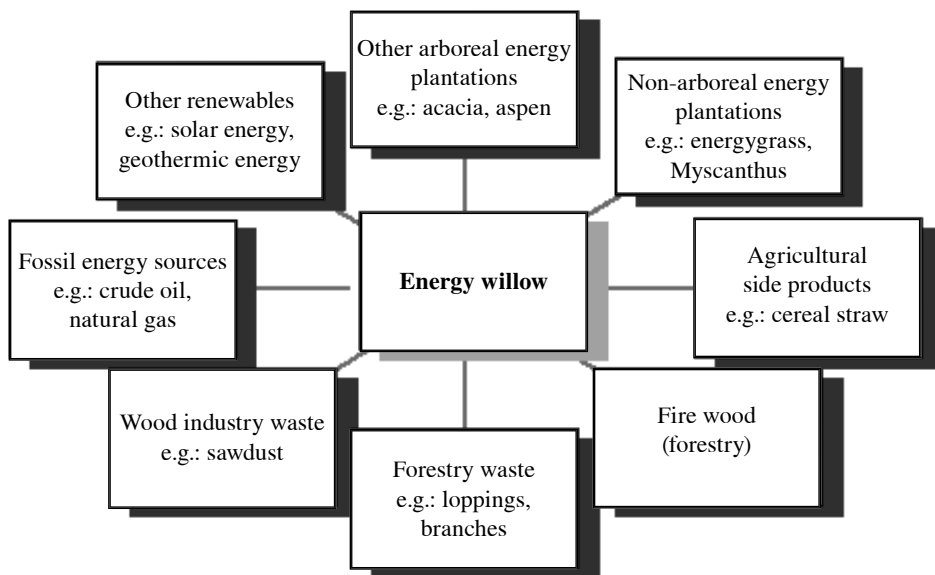 Other arboreal energy
plantations
e.g.: acacia, aspen
Other renewables
e.g.: solar energy,
geothermic energy
Non-arboreal energy
plantations
e.g.: energygrass,
Myscanthus
Fossil energy sources
e.g.: crude oil,
natural gas
Energy willow
Agricultural
side products
e.g.: cereal straw
Wood industry waste
e.g.: sawdust
Forestry waste
e.g.: loppings,
branches
Fire wood
(forestry)